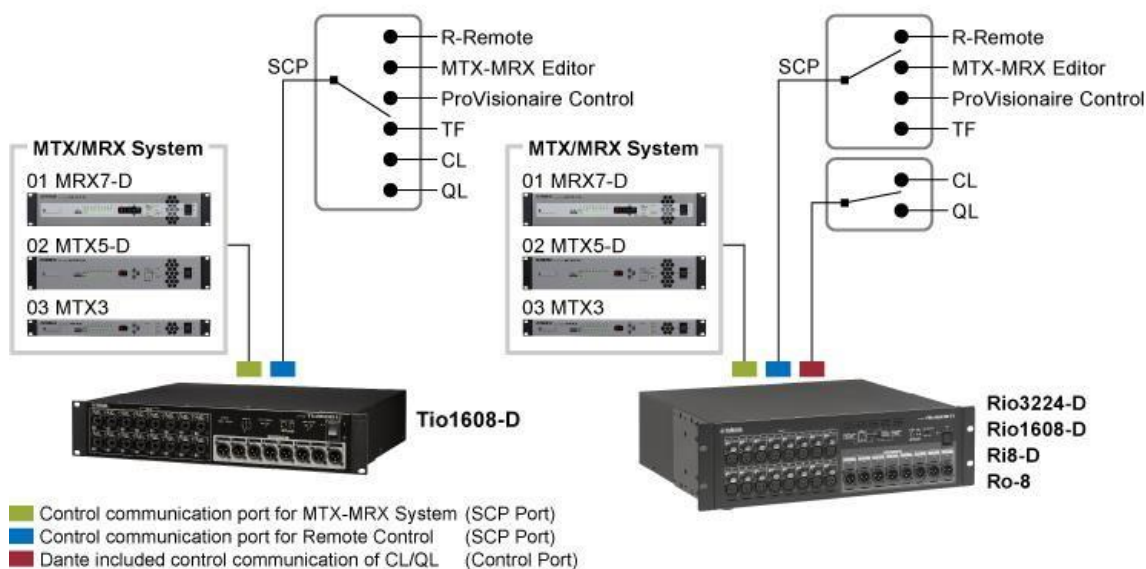 SCP
R-Remote
MTX-MRX Editor
ProVisionaire Control
TF
CL
QL
MTX/MRX System
01 MRX7-D
02 MTX5-D
03 MTX3
Tio1608-D
SCP
R-Remote
MTX-MRX Editor
ProVisionaire Control
TF
CL
QL
MTX/MRX System
01 MRX7-D
02 MTX5-D
03 MTX3
Rio3224-D
Rio1608-D
Ri8-D
Ro-8
Control communication port for MTX-MRX System (SCP Port)
Control communication port for Remote Control (SCP Port)
Dante included control communication of CL/QL (Control Port)